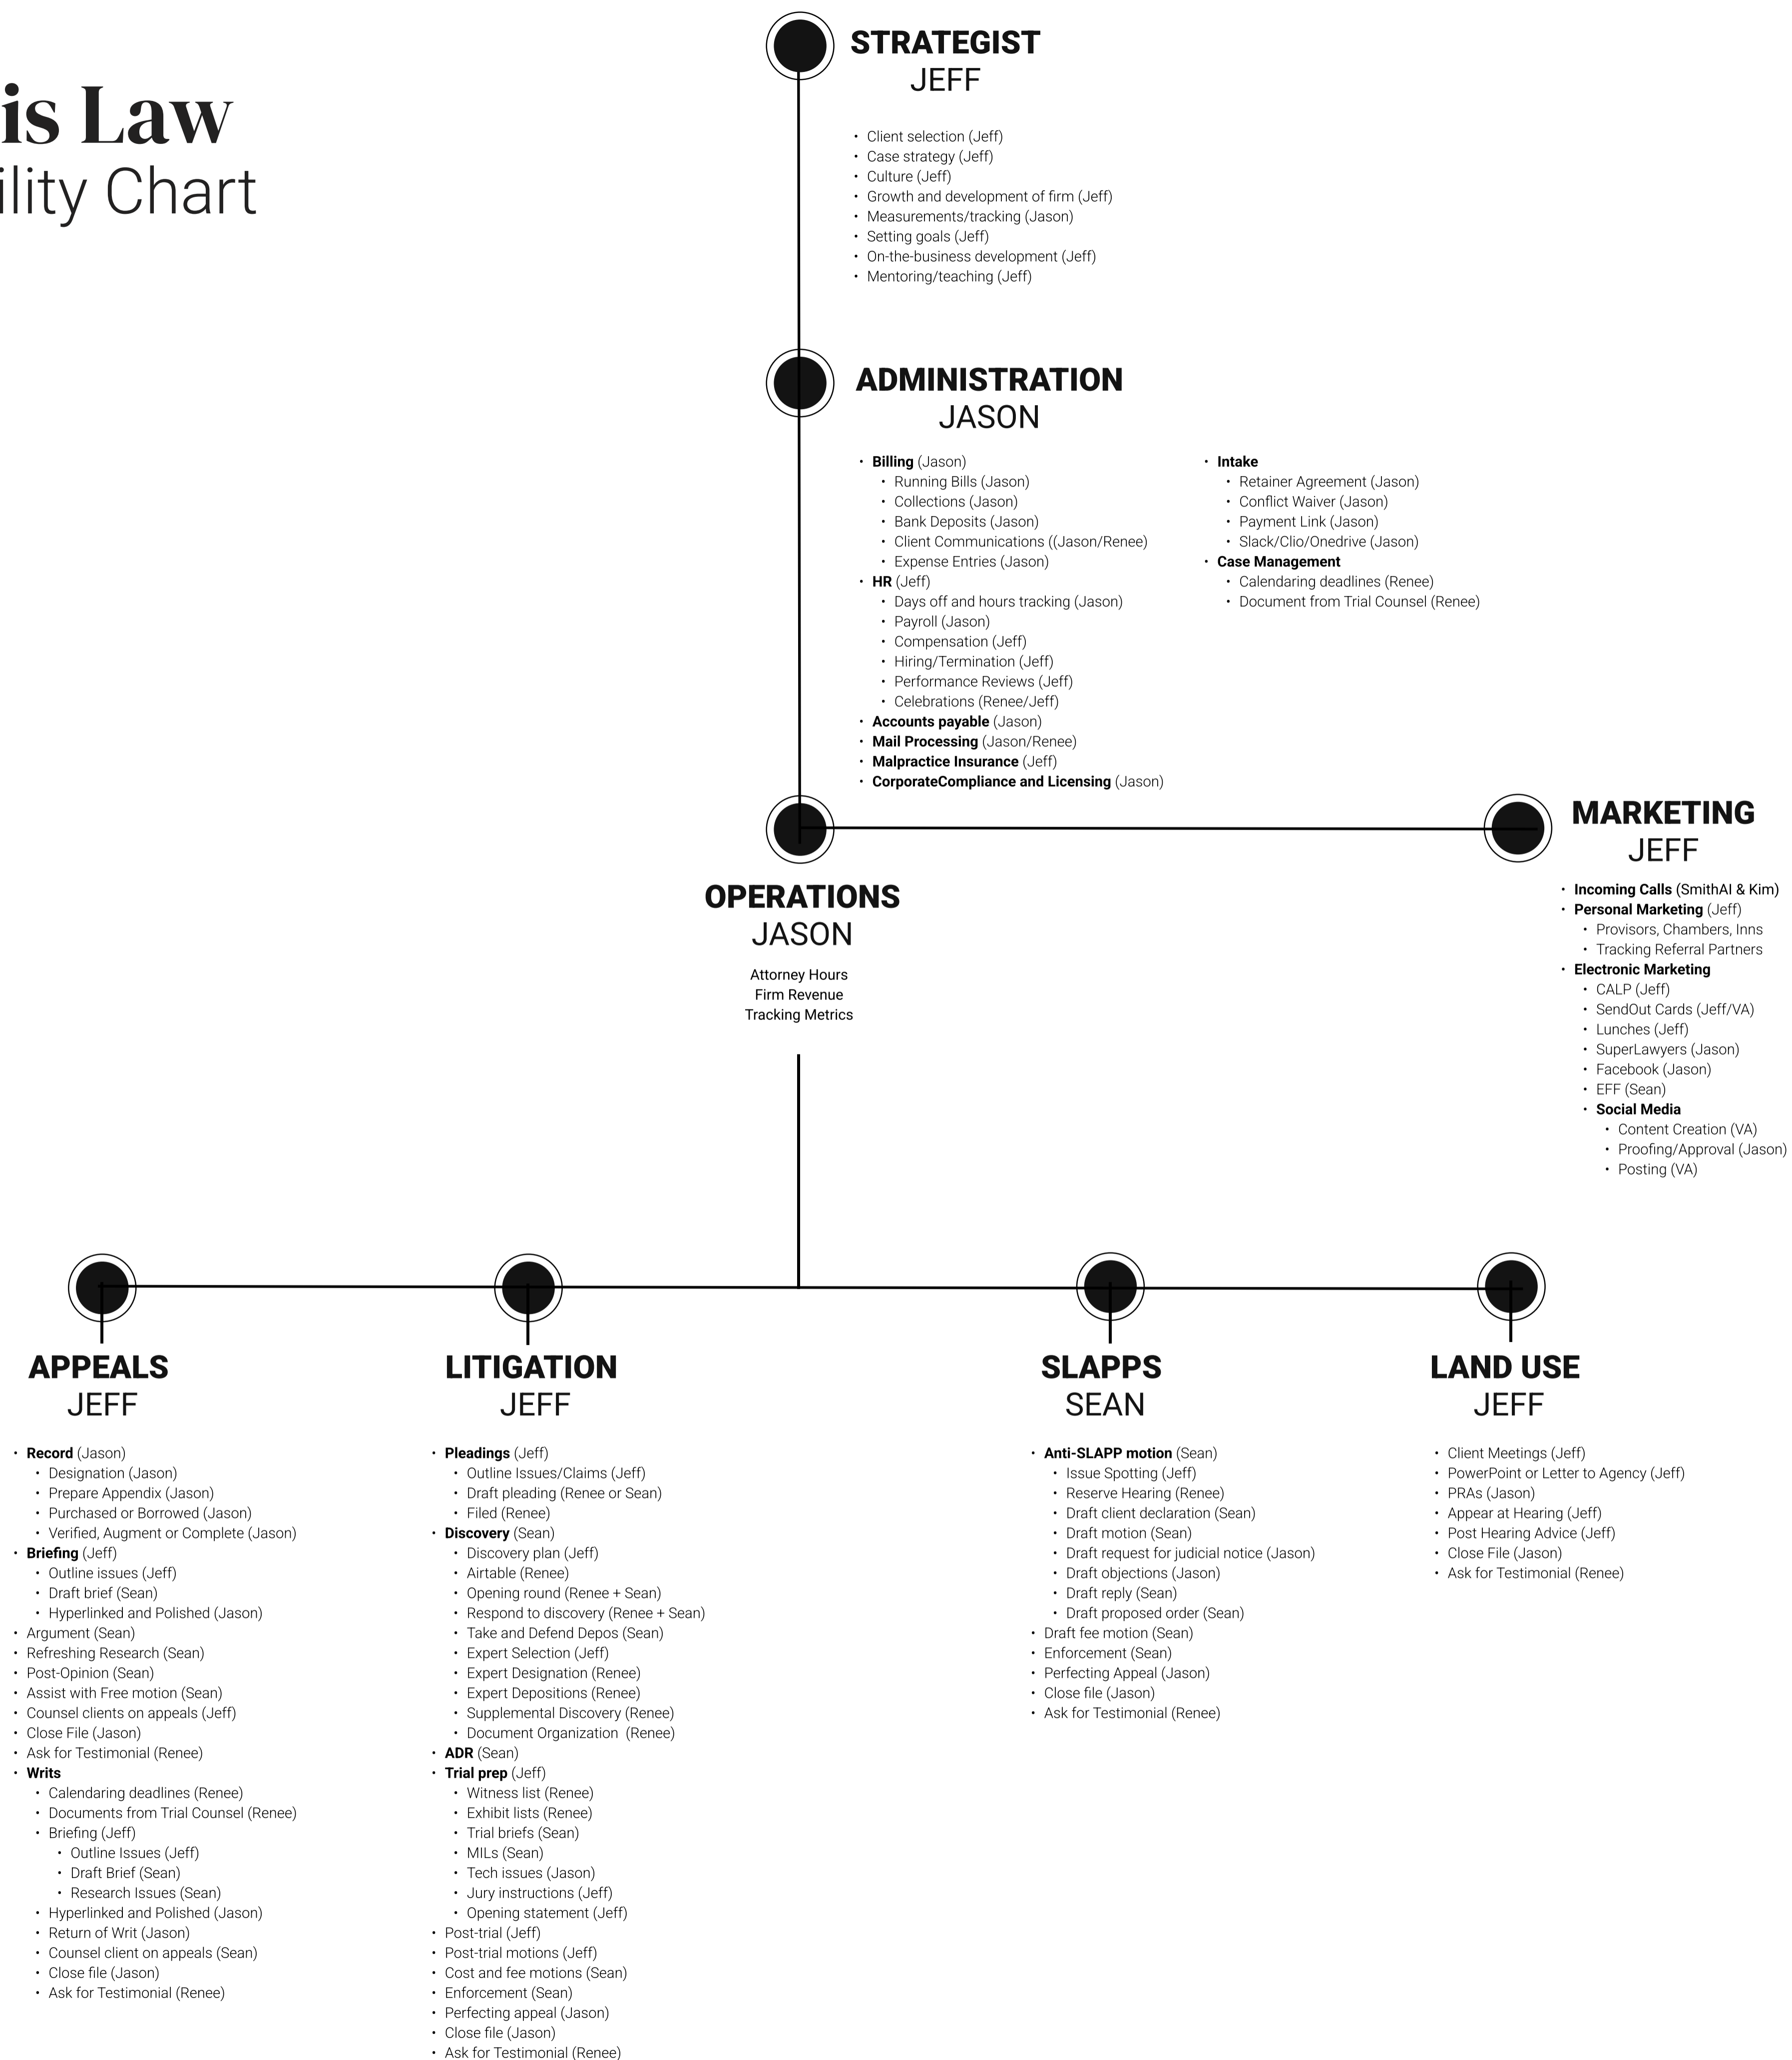 is Law
ility Chart
STRATEGIST
JEFF
• Client selection (Jeff)
• Case strategy (Jeff)
• Culture (Jeff)
• Growth and development of firm (Jeff)
• Measurements/tracking (Jason)
• Setting goals (Jeff)
• On-the-business development (Jeff)
• Mentoring/teaching (Jeff)
ADMINISTRATION
JASON
• Billing (Jason)
• Running Bills (Jason)
• Collections (Jason)
• Bank Deposits (Jason)
• Client Communications ((Jason/Renee)
• Expense Entries (Jason)
• HR (Jeff)
• Days off and hours tracking (Jason)
• Payroll (Jason)
• Compensation (Jeff)
• Hiring/Termination (Jeff)
• Performance Reviews (Jeff)
• Celebrations (Renee/Jeff)
• Accounts payable (Jason)
• Mail Processing (Jason/Renee)
• Malpractice Insurance (Jeff)
• CorporateCompliance and Licensing (Jason)
• Intake
• Retainer Agreement (Jason)
• Conflict Waiver (Jason)
• Payment Link (Jason)
• Slack/Clio/Onedrive (Jason)
• Case Management
• Calendaring deadlines (Renee)
• Document from Trial Counsel (Renee)
OPERATIONS
JASON
Attorney Hours
Firm Revenue
Tracking Metrics
MARKETING
JEFF
• Incoming Calls (SmithAI & Kim)
• Personal Marketing (Jeff)
• Provisors, Chambers, Inns
• Tracking Referral Partners
• Electronic Marketing
• CALP (Jeff)
• SendOut Cards (Jeff/VA)
• Lunches (Jeff)
• SuperLawyers (Jason)
• Facebook (Jason)
• EFF (Sean)
• Social Media
• Content Creation (VA)
• Proofing/Approval (Jason)
• Posting (VA)
APPEALS
JEFF
• Record (Jason)
• Designation (Jason)
• Prepare Appendix (Jason)
• Purchased or Borrowed (Jason)
• Verified, Augment or Complete (Jason)
• Briefing (Jeff)
• Outline issues (Jeff)
• Draft brief (Sean)
• Hyperlinked and Polished (Jason)
• Argument (Sean)
• Refreshing Research (Sean)
• Post-Opinion (Sean)
• Assist with Free motion (Sean)
• Counsel clients on appeals (Jeff)
• Close File (Jason)
• Ask for Testimonial (Renee)
• Writs
• Calendaring deadlines (Renee)
• Documents from Trial Counsel (Renee)
• Briefing (Jeff)
• Outline Issues (Jeff)
• Draft Brief (Sean)
• Research Issues (Sean)
• Hyperlinked and Polished (Jason)
• Return of Writ (Jason)
• Counsel client on appeals (Sean)
• Close file (Jason)
• Ask for Testimonial (Renee)
LITIGATION
JEFF
• Pleadings (Jeff)
• Outline Issues/Claims (Jeff)
• Draft pleading (Renee or Sean)
• Filed (Renee)
• Discovery (Sean)
• Discovery plan (Jeff)
• Airtable (Renee)
• Opening round (Renee + Sean)
• Respond to discovery (Renee + Sean)
• Take and Defend Depos (Sean)
• Expert Selection (Jeff)
• Expert Designation (Renee)
• Expert Depositions (Renee)
• Supplemental Discovery (Renee)
• Document Organization (Renee)
• ADR (Sean)
• Trial prep (Jeff)
• Witness list (Renee)
• Exhibit lists (Renee)
• Trial briefs (Sean)
• MILs (Sean)
• Tech issues (Jason)
• Jury instructions (Jeff)
• Opening statement (Jeff)
• Post-trial (Jeff)
• Post-trial motions (Jeff)
• Cost and fee motions (Sean)
• Enforcement (Sean)
• Perfecting appeal (Jason)
• Close file (Jason)
• Ask for Testimonial (Renee)
SLAPPS
SEAN
• Anti-SLAPP motion (Sean)
• Issue Spotting (Jeff)
• Reserve Hearing (Renee)
• Draft client declaration (Sean)
• Draft motion (Sean)
• Draft request for judicial notice (Jason)
• Draft objections (Jason)
• Draft reply (Sean)
• Draft proposed order (Sean)
• Draft fee motion (Sean)
• Enforcement (Sean)
• Perfecting Appeal (Jason)
• Close file (Jason)
• Ask for Testimonial (Renee)
LAND USE
JEFF
• Client Meetings (Jeff)
• PowerPoint or Letter to Agency (Jeff)
• PRAs (Jason)
• Appear at Hearing (Jeff)
• Post Hearing Advice (Jeff)
• Close File (Jason)
• Ask for Testimonial (Renee)